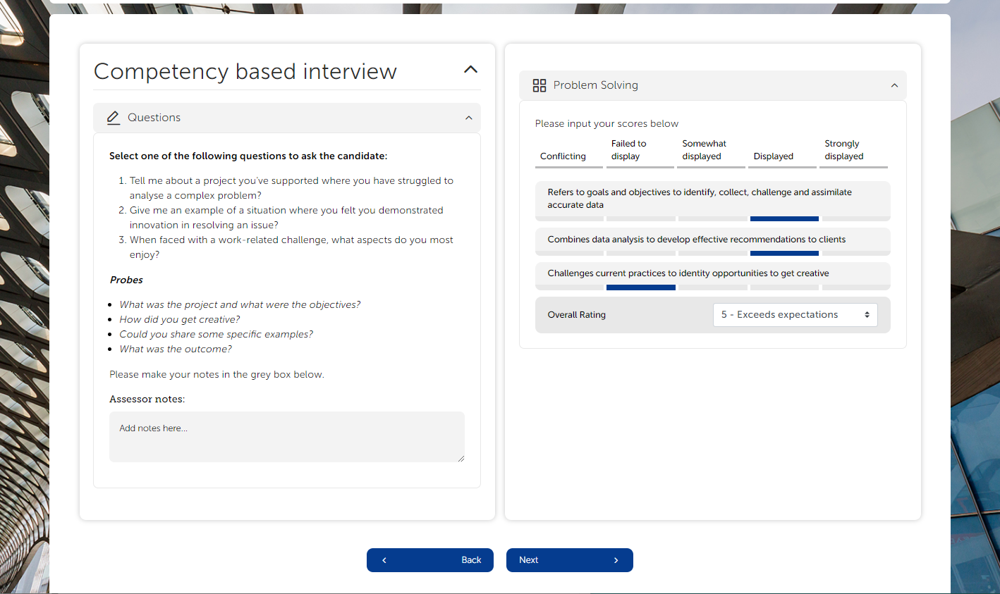 Competency based interview
Questions
Select one of the following questions to ask the candidate:
1. Tell me about a project you've supported where you have struggled to
analyse a complex problem?
2. Give me an example of a situation where you felt you demonstrated
innovation in resolving an issue?
3. When faced with a work-related challenge, what aspects do you most
enjoy?
Probes
What was the project and what were the objectives?
How did you get creative?
Could you share some specific examples?
What was the outcome?
Please make your notes in the grey box below.
Assessor notes:
Add notes here...
Problem Solving
Please input your scores below
Conflicting
Failed to
display
Somewhat
displayed
Displayed
Strongly
displayed
Refers to goals and objectives to identify, collect, challenge and assimilate
accurate data
Combines data analysis to develop effective recommendations to clients
Challenges current practices to identity opportunities to get creative
Overall Rating
5 - Exceeds expectations
Back
Next